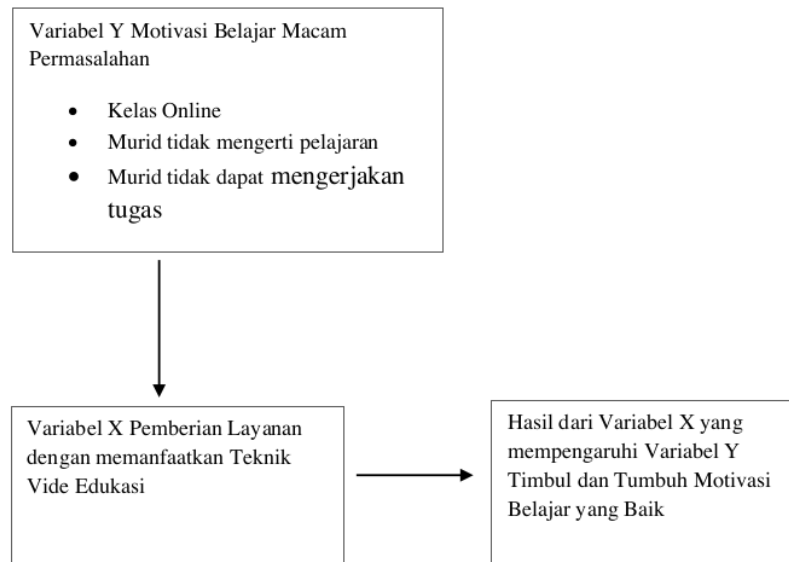 Variabel Y Motivasi Belajar Macam
Permasalahan
• Kelas Online
• Murid tidak mengerti pelajaran
• Murid tidak dapat mengerjakan
tugas
Variabel X Pemberian Layanan
dengan memanfaatkan Teknik
Vide Edukasi
Hasil dari Variabel X yang
mempengaruhi Variabel Y
Timbul dan Tumbuh Motivasi
Belajar yang Baik